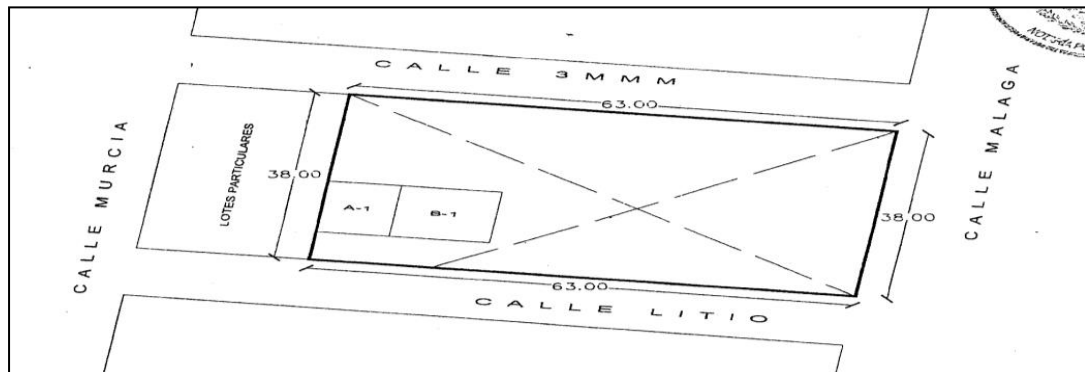 CALLE 3MMM
63.00
CALLE MURCIA
LOTES PARTICULARES
38.00
A-1
B-1
38.00
CALLE MALAGA
63.00
CALLE LITIO